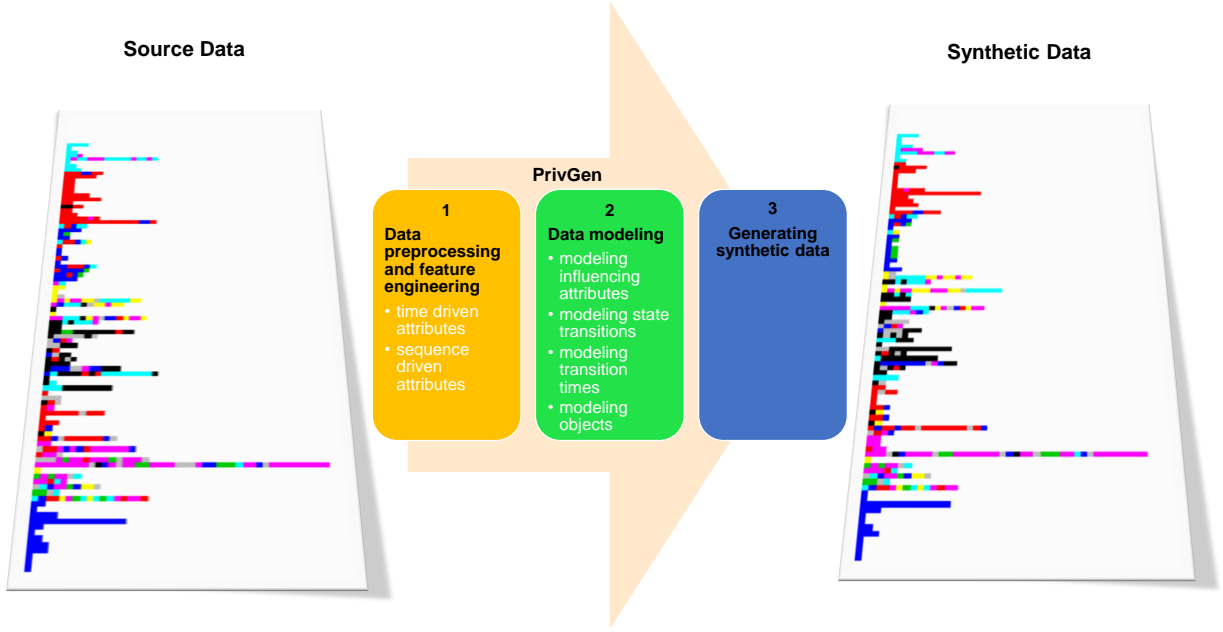 Source Data
Synthetic Data
PrivGen
1
Data
preprocessing
and feature
engineering
• time driven
attributes
• sequence
driven
attributes
2
Data modeling
• modeling
influencing
attributes
• modeling state
transitions
• modeling
transition
times
• modeling
objects
3
Generating
synthetic data